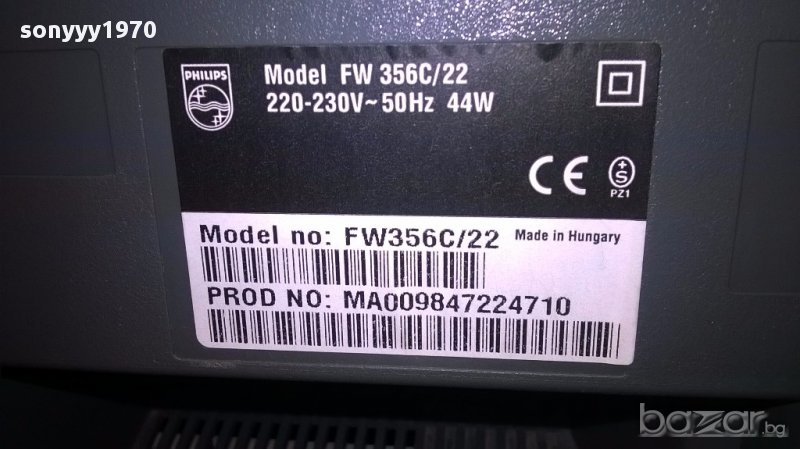 sonyyy1970
PHILIPS
Model FW 356C/22
220-230V~50Hz 44W
CE
+
S
PZ1
Model no: FW356C/22 Made in Hungary
PROD NO: MA009847224710
bazar.bg